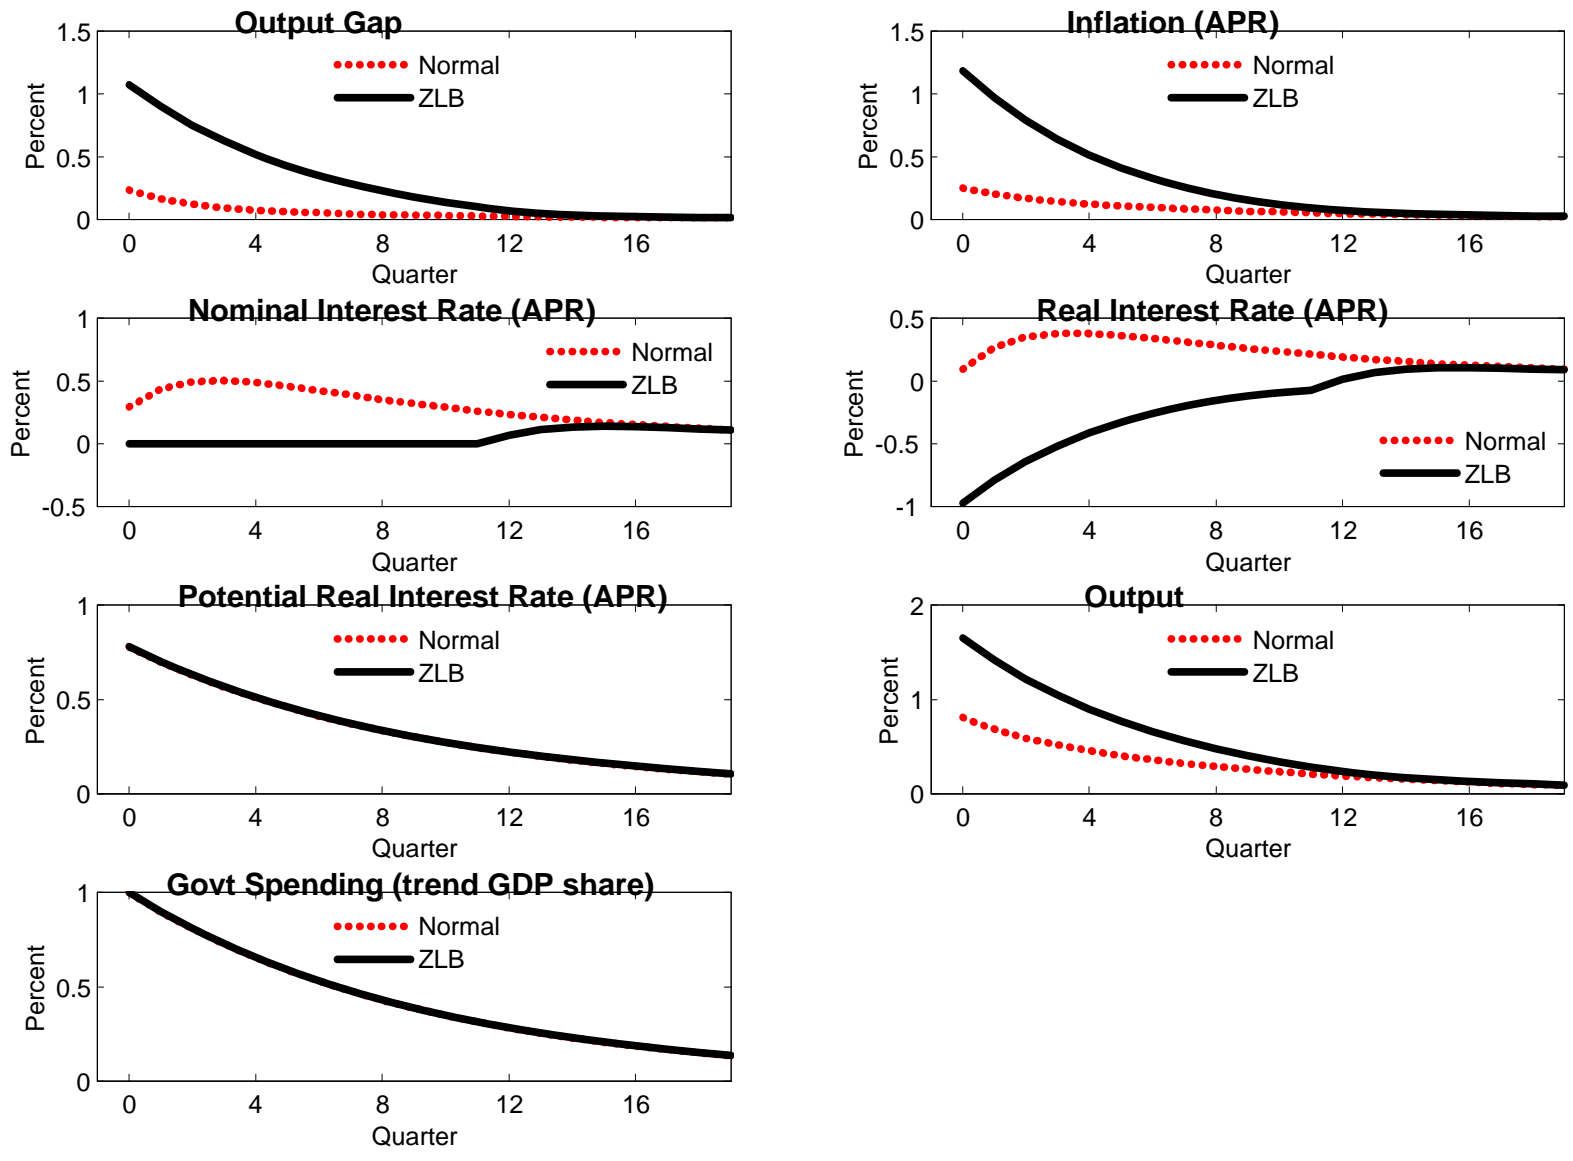 Output Gap
1.5
1
0.5
0
Percent
Normal
ZLB
0 4 8 12 16
Quarter
Inflation (APR)
1.5
1
0.5
0
Percent
Normal
ZLB
0 4 8 12 16
Quarter
Nominal Interest Rate (APR)
1
0.5
0
-0.5
Percent
Normal
ZLB
0 4 8 12 16
Quarter
Real Interest Rate (APR)
0.5
0
-0.5
-1
Percent
Normal
ZLB
0 4 8 12 16
Quarter
Potential Real Interest Rate (APR)
1
0.5
0
Percent
Normal
ZLB
0 4 8 12 16
Quarter
Output
2
1
0
Percent
Normal
ZLB
0 4 8 12 16
Quarter
Govt Spending (trend GDP share)
1
0.5
0
Percent
Normal
ZLB
0 4 8 12 16
Quarter